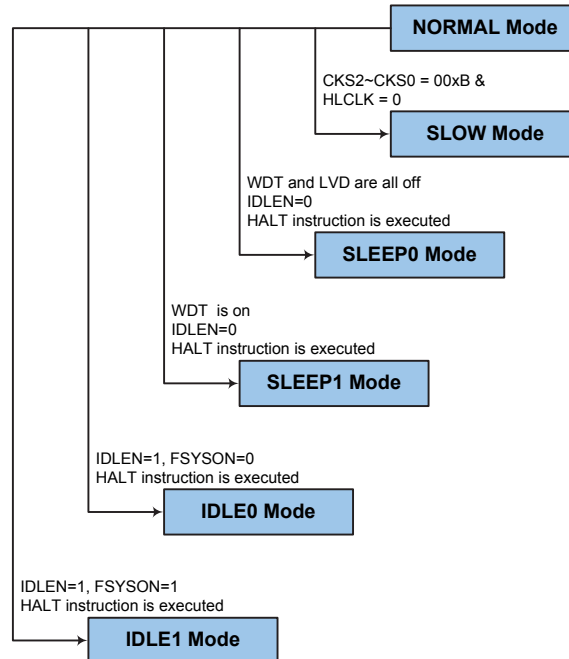 NORMAL Mode
CKS2~CKS0 = 00xB &
HLCLK = 0
SLOW Mode
WDT and LVD are all off
IDLEN=0
HALT instruction is executed
SLEEP0 Mode
WDT is on
IDLEN=0
HALT instruction is executed
SLEEP1 Mode
IDLEN=1, FSYSON=0
HALT instruction is executed
IDLE0 Mode
IDLEN=1, FSYSON=1
HALT instruction is executed
IDLE1 Mode